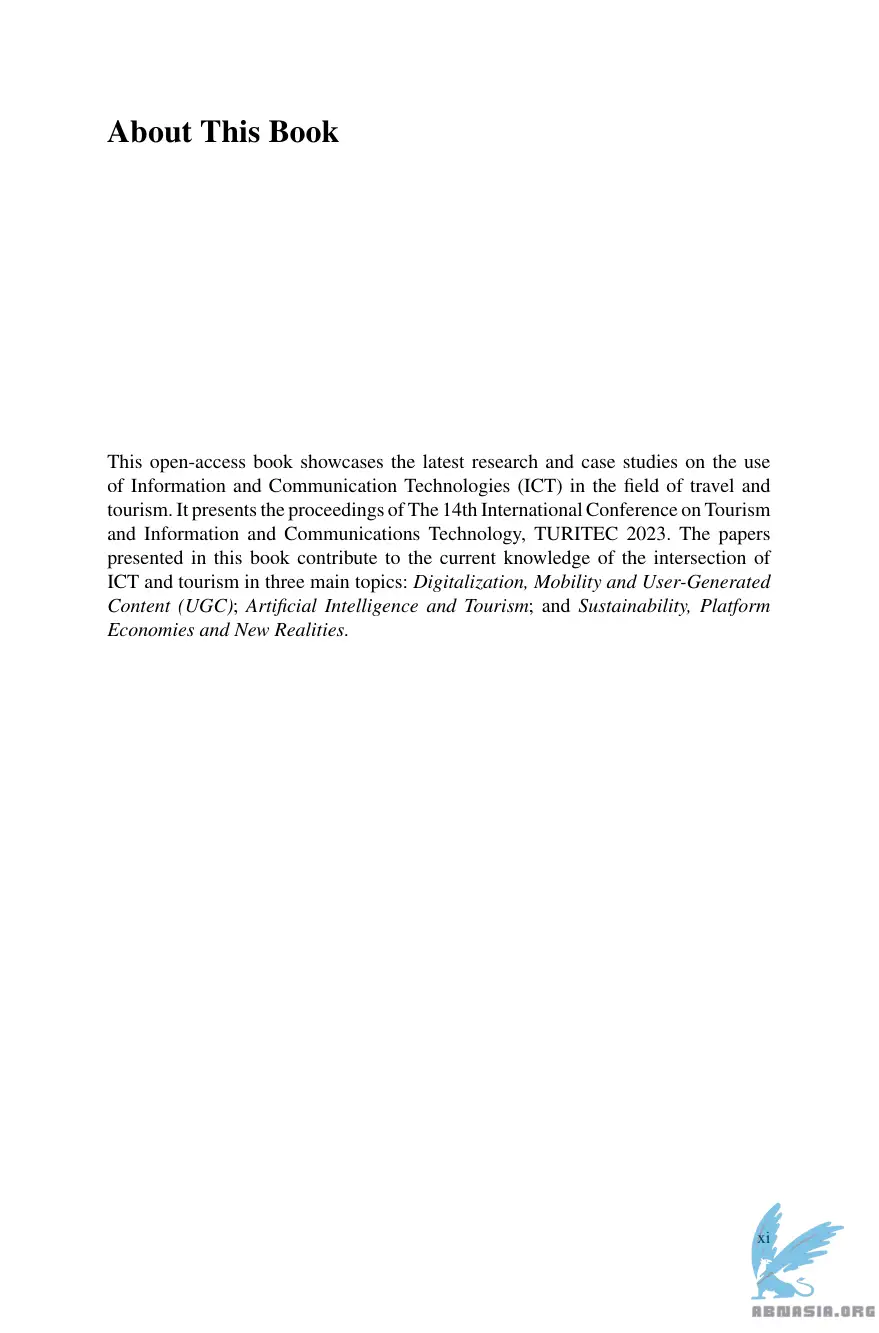 About This Book
This open-access book showcases the latest research and case studies on the use
of Information and Communication Technologies (ICT) in the field of travel and
tourism. It presents the proceedings of The 14th International Conference on Tourism
and Information and Communications Technology, TURITEC 2023. The papers
presented in this book contribute to the current knowledge of the intersection of
ICT and tourism in three main topics: Digitalization, Mobility and User-Generated
Content (UGC); Artificial Intelligence and Tourism; and Sustainability, Platform
Economies and New Realities.
xi
ABNASIA.ORG